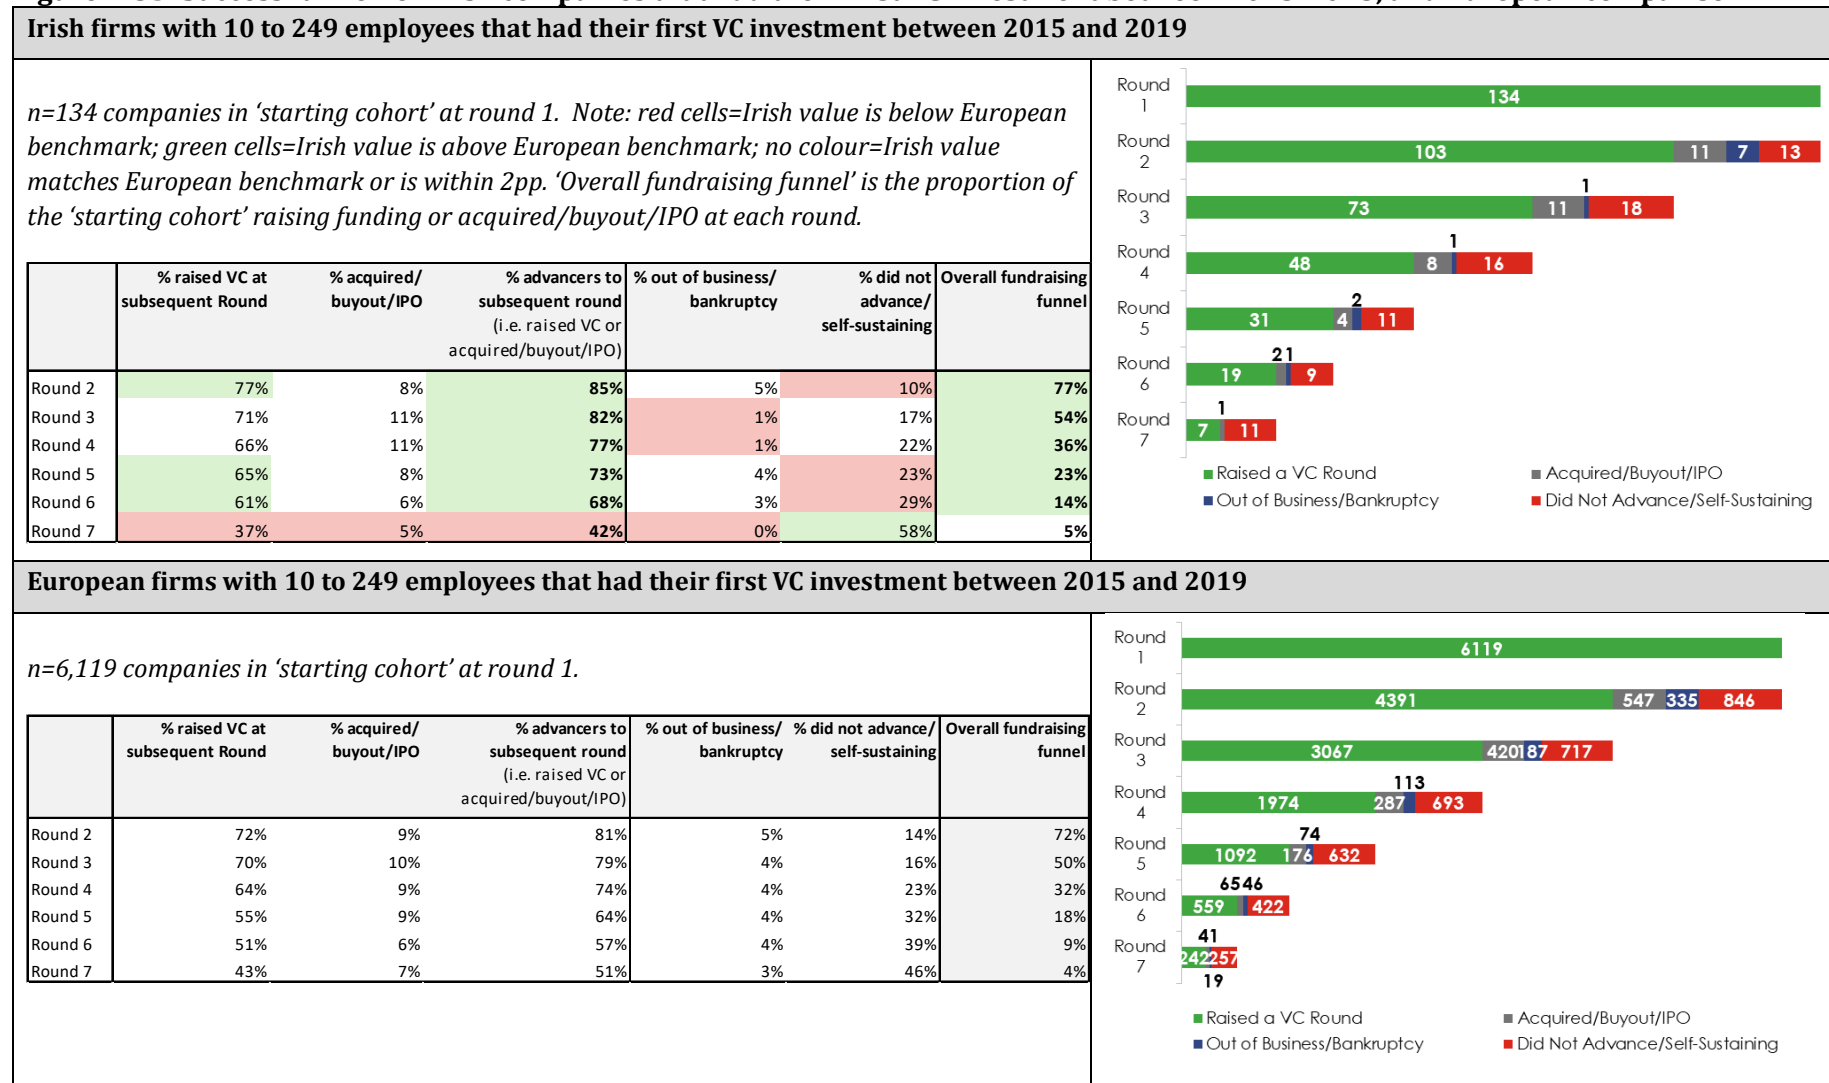 Irish firms with 10 to 249 employees that had their first VC investment between 2015 and 2019
n=134 companies in ‘starting cohort’ at round 1. Note: red cells=Irish value is below European
benchmark; green cells=Irish value is above European benchmark; no colour=Irish value
matches European benchmark or is within 2pp. ‘Overall fundraising funnel’ is the proportion of
the ‘starting cohort’ raising funding or acquired/buyout/IPO at each round.
% raised VC at subsequent Round % acquired/ buyout/IPO % advancers to subsequent round (i.e. raised VC or acquired/buyout/IPO) % out of business/ bankruptcy % did not advance/ self-sustaining Overall fundraising funnel
Round 2 77% 8% 85% 5% 10% 77%
Round 3 71% 11% 82% 1% 17% 54%
Round 4 66% 11% 77% 1% 22% 36%
Round 5 65% 8% 73% 4% 23% 23%
Round 6 61% 6% 68% 3% 29% 14%
Round 7 37% 5% 42% 0% 58% 5%
Round 1 134
Round 2 103 11 7 13
Round 3 73 11 1 18
Round 4 48 8 1 16
Round 5 31 4 2 11
Round 6 19 2 1 9
Round 7 7 1 11
Raised a VC Round Acquired/Buyout/IPO
Out of Business/Bankruptcy Did Not Advance/Self-Sustaining
European firms with 10 to 249 employees that had their first VC investment between 2015 and 2019
n=6,119 companies in ‘starting cohort’ at round 1.
% raised VC at subsequent Round % acquired/ buyout/IPO % advancers to subsequent round (i.e. raised VC or acquired/buyout/IPO) % out of business/ bankruptcy % did not advance/ self-sustaining Overall fundraising funnel
Round 2 72% 9% 81% 5% 14% 72%
Round 3 70% 10% 79% 4% 16% 50%
Round 4 64% 9% 74% 4% 23% 32%
Round 5 55% 9% 64% 4% 32% 18%
Round 6 51% 6% 57% 4% 39% 9%
Round 7 43% 7% 51% 3% 46% 4%
Round 1 6119
Round 2 4391 547 335 846
Round 3 3067 420 187 717
Round 4 1974 287 113 693
Round 5 1092 176 74 632
Round 6 559 65 46 422
Round 7 242 41 19 257
Raised a VC Round Acquired/Buyout/IPO
Out of Business/Bankruptcy Did Not Advance/Self-Sustaining